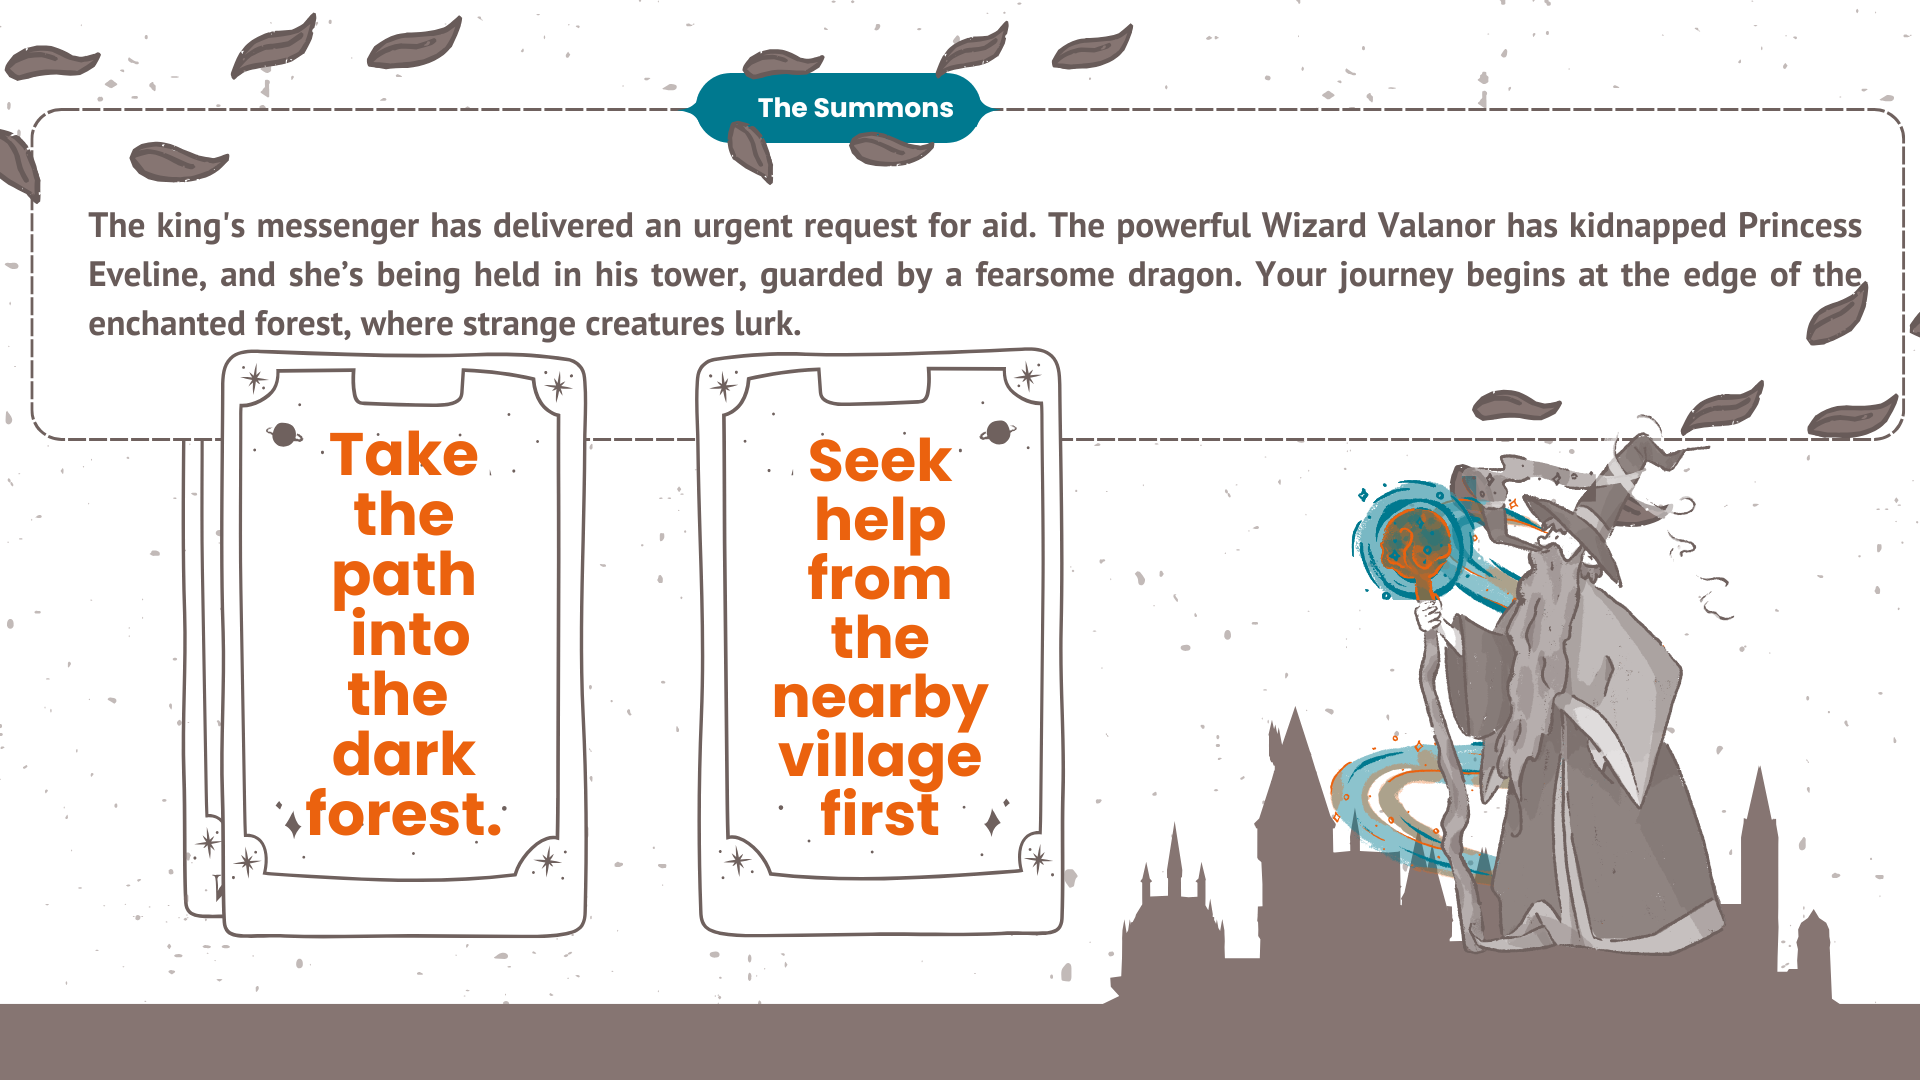 The Summons
The king's messenger has delivered an urgent request for aid. The powerful Wizard Valanor has kidnapped Princess
Eveline, and she’s being held in his tower, guarded by a fearsome dragon. Your journey begins at the edge of the
enchanted forest, where strange creatures lurk.
Take
the
path
into
the
dark
forest.
Seek
help
from
the
nearby
village
first